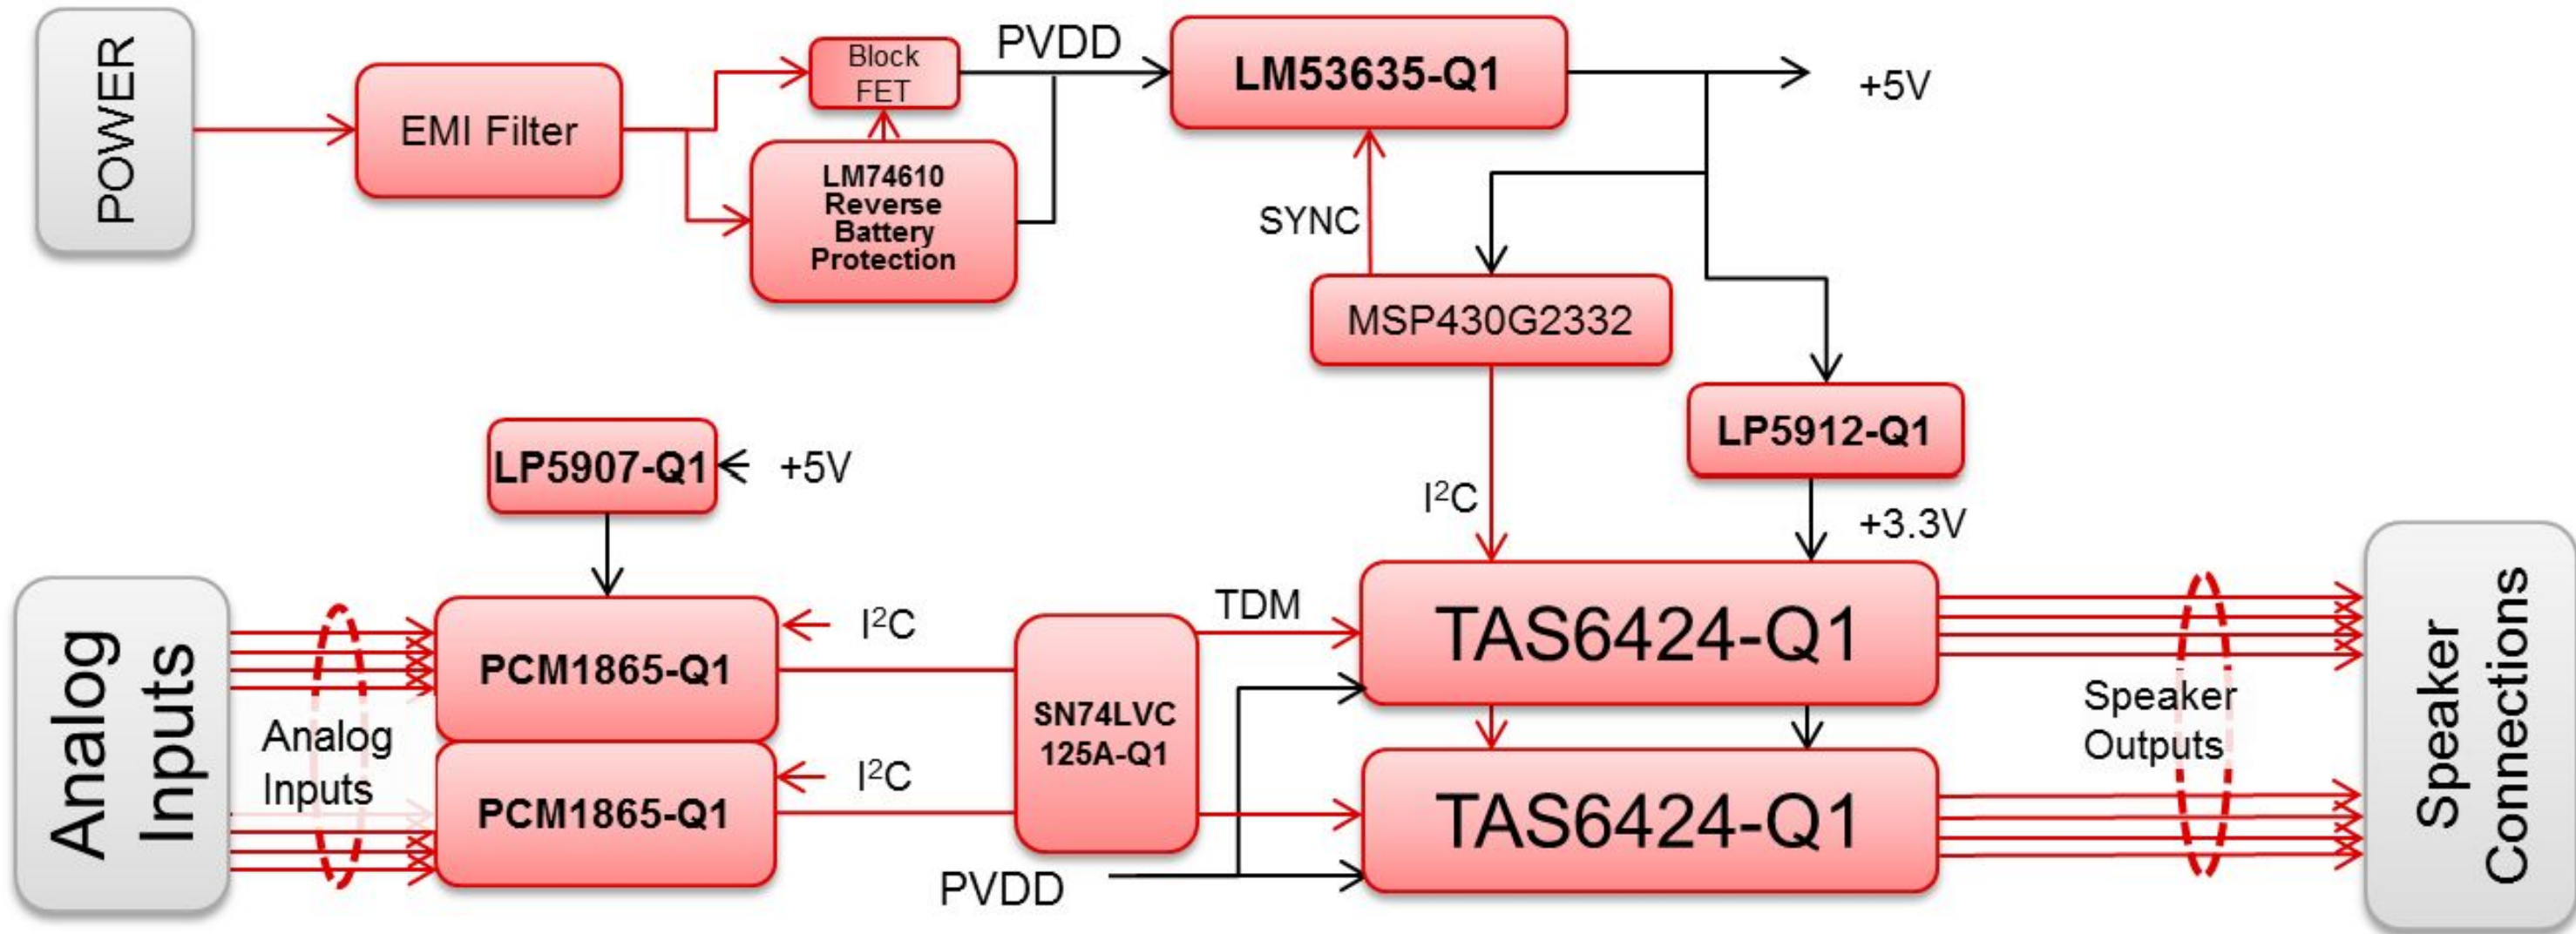 POWER
EMI Filter
Block
FET
LM74610
Reverse
Battery
Protection
PVDD
LM53635-Q1
+5V
SYNC
MSP430G2332
LP5912-Q1
+3.3V
I²C
LP5907-Q1
+5V
Analog
Inputs
Analog
Inputs
PCM1865-Q1
I²C
PCM1865-Q1
I²C
SN74LVC
125A-Q1
TDM
PVDD
TAS6424-Q1
TAS6424-Q1
Speaker
Outputs
Speaker
Connections